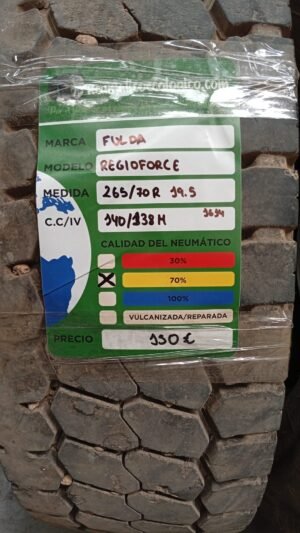 MARCA FULDA
MODELO REGIOFORCE
MEDIDA 265/70R 19.5
C.C/IV 140/138M 3634
CALIDAD DEL NEUMÁTICO
30%
70%
100%
VULCANIZADA/REPARADA
PRECIO 150€